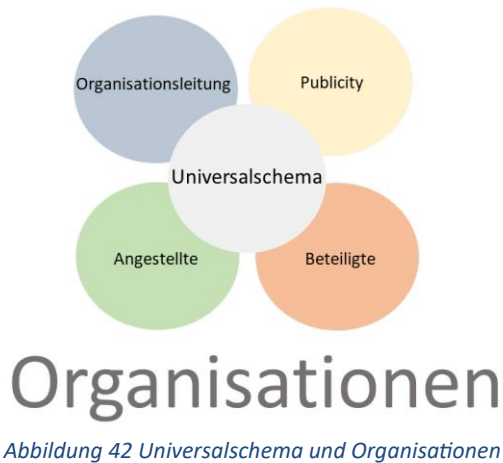 Organisationsleitung
Publicity
Universalschema
Angestellte
Beteiligte
Organisationen
Abbildung 42 Universalschema und Organisationen